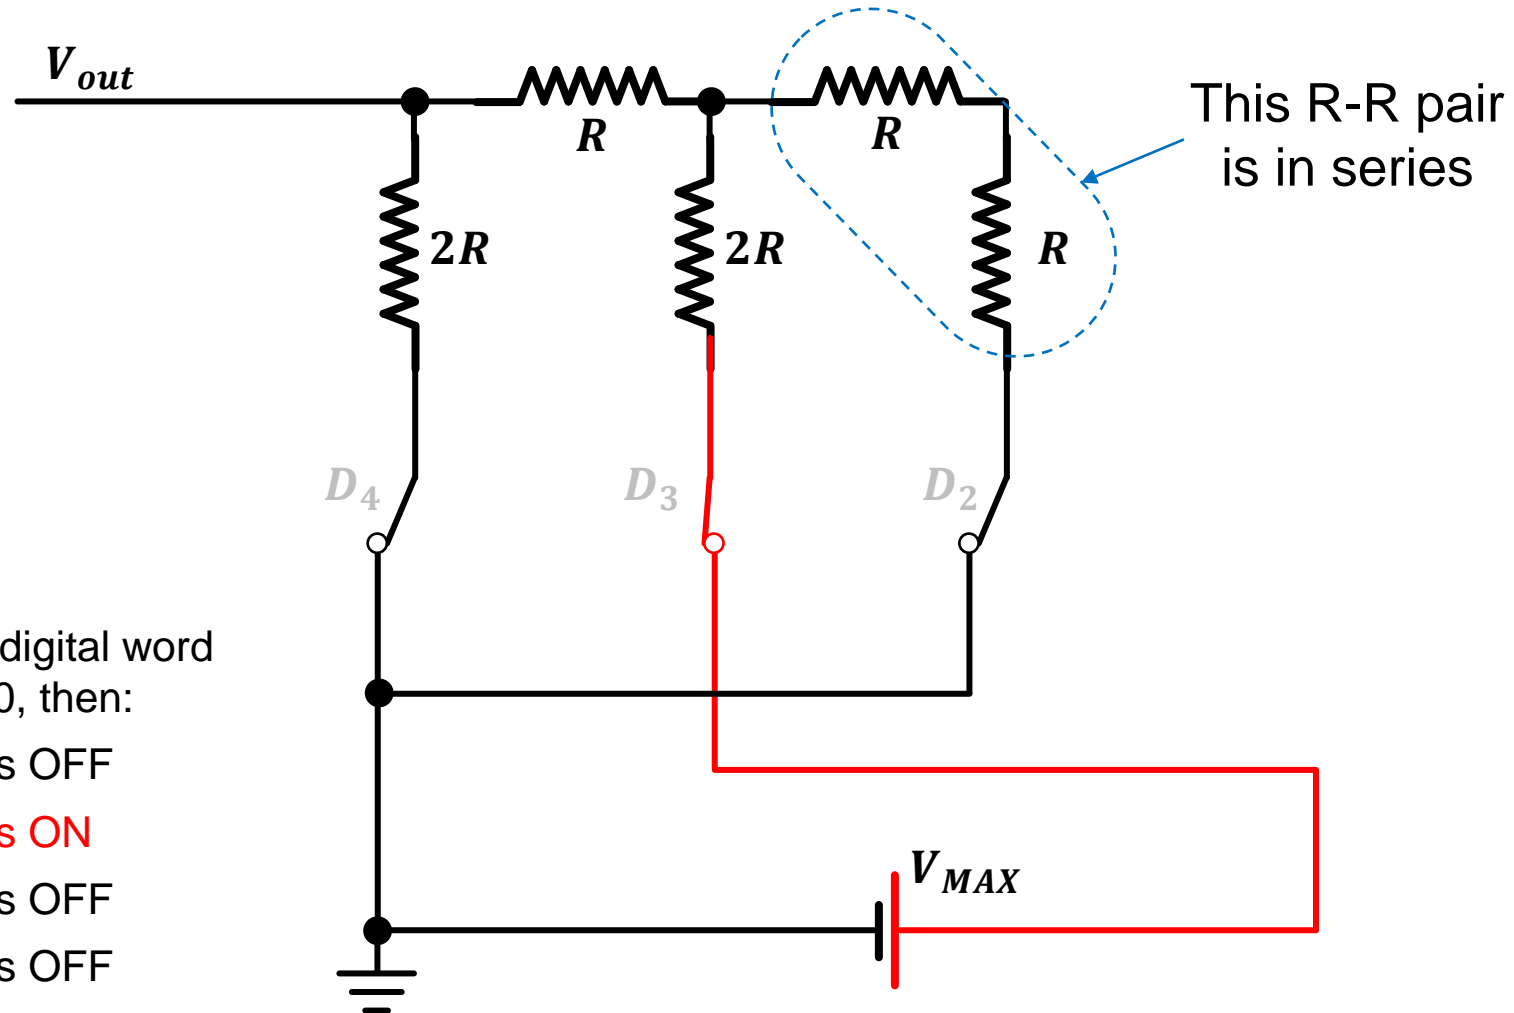 V_out
R
R
This R-R pair
is in series
2R
2R
R
D_4
D_3
D_2
digital word
0, then:
s OFF
s ON
s OFF
s OFF
V_MAX